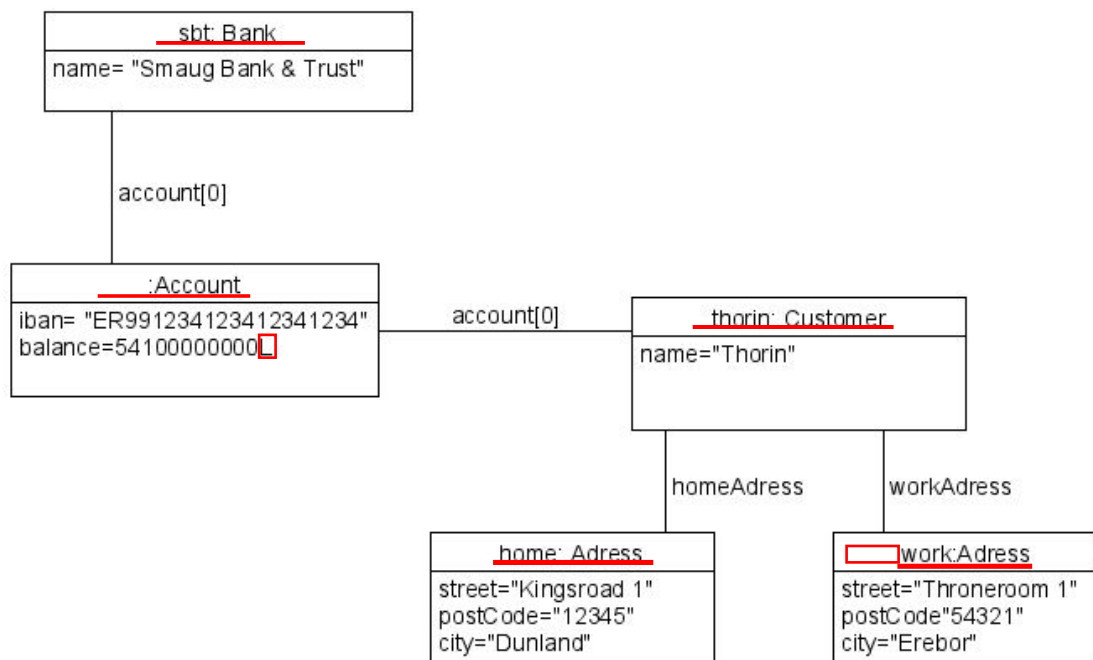 sbt: Bank
name= "Smaug Bank & Trust"
account[0]
:Account
iban= "ER991234123412341234"
balance=54100000000L
account[0]
thorin: Customer
name="Thorin"
homeAdress
workAdress
home: Adress
street="Kingsroad 1"
postCode="12345"
city="Dunland"
work:Adress
street="Throneroom 1"
postCode"54321"
city="Erebor"